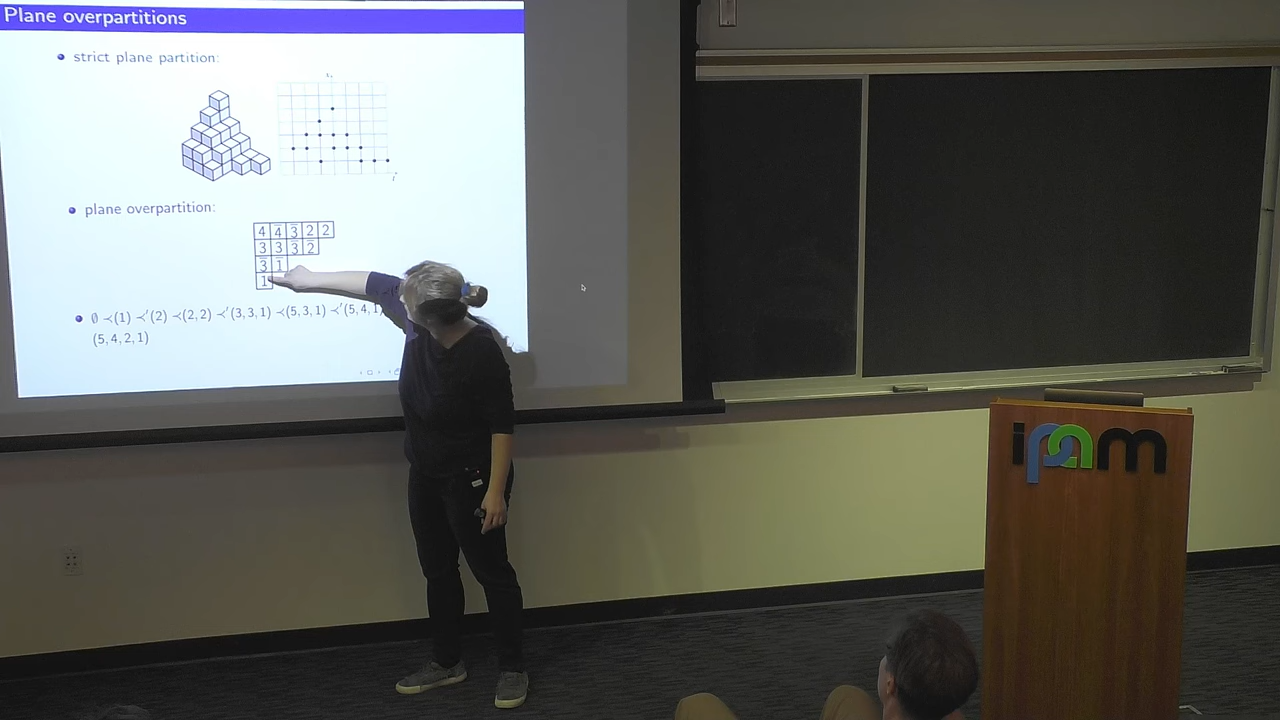 Plane overpartitions
strict plane partition:
plane overpartition:
4 4̄ 3̄ 2 2
3 3 3̄ 2̄
3̄ 1̄
1
∅ ≺(1) ≺′(2) ≺(2, 2) ≺′(3, 3, 1) ≺(5, 3, 1) ≺′(5, 4, 1)
(5, 4, 2, 1)
ipam